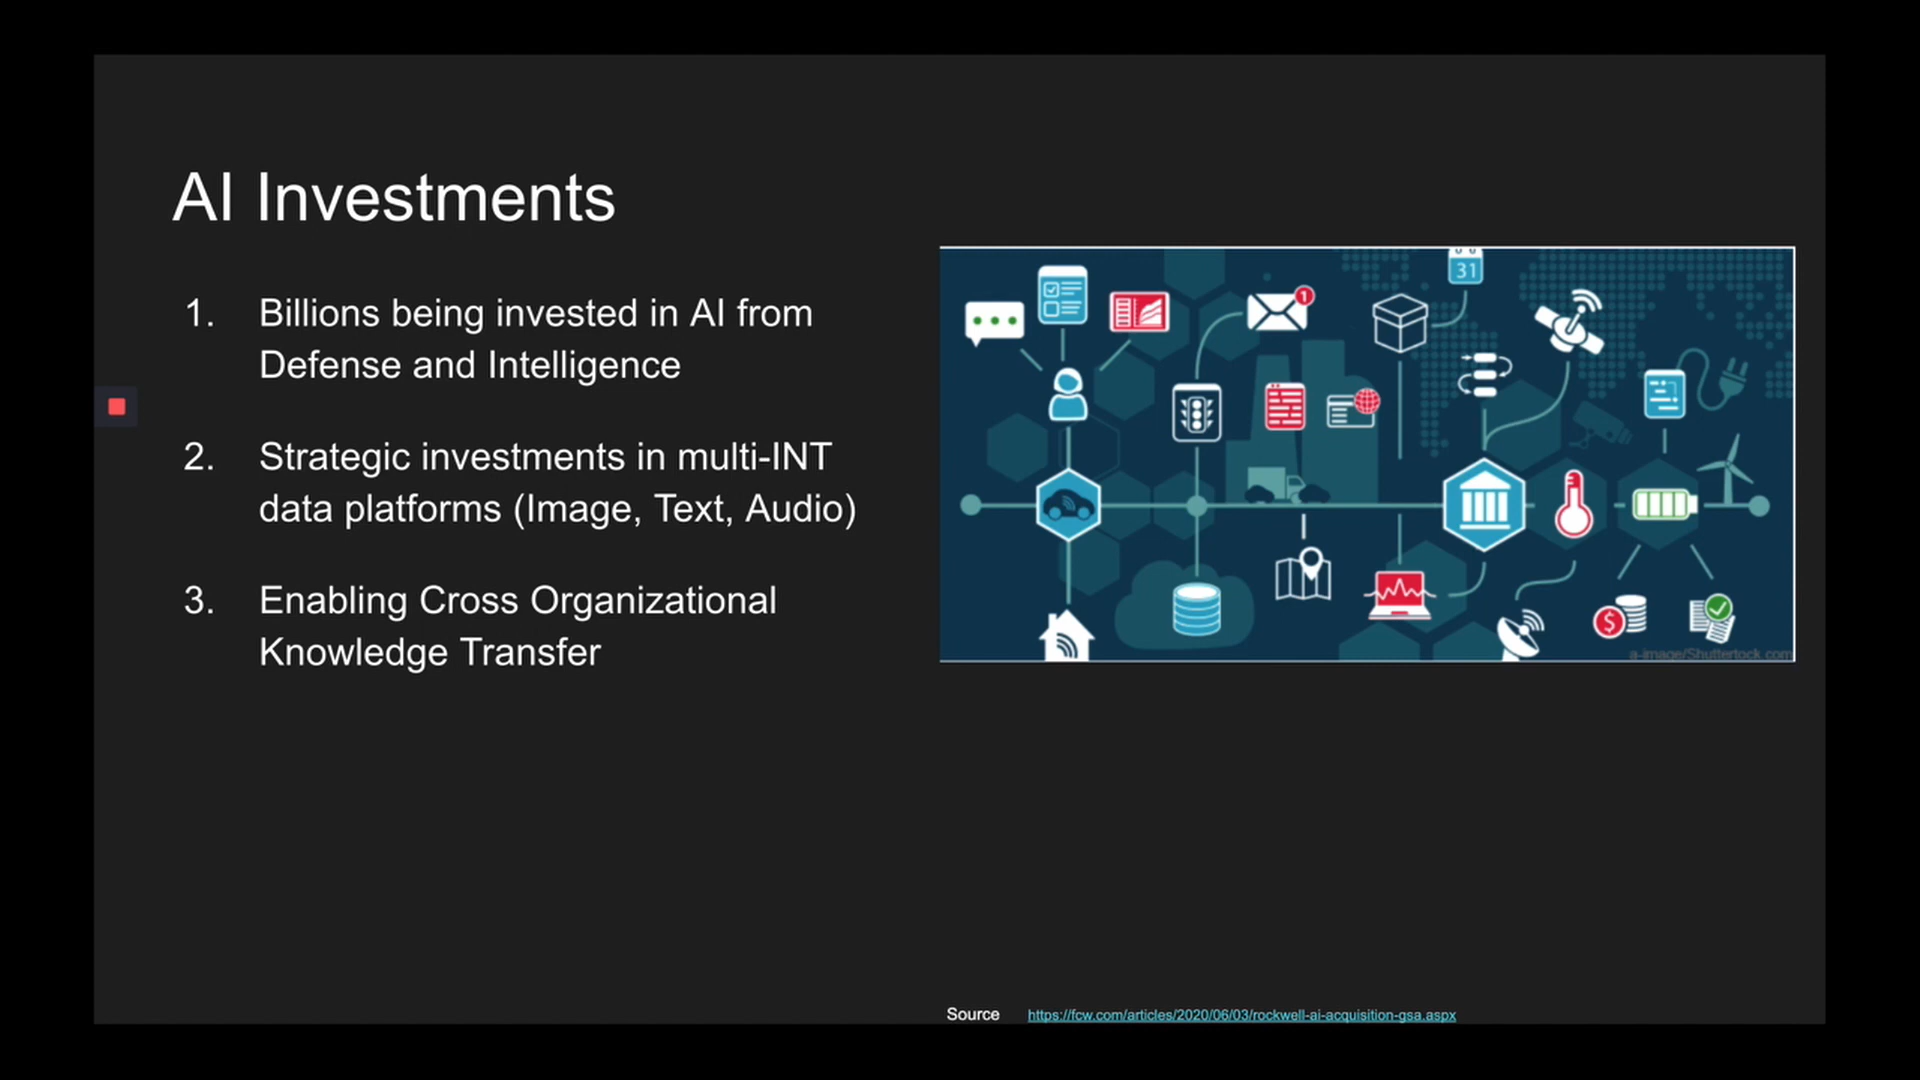 AI Investments
1. Billions being invested in AI from
Defense and Intelligence
2. Strategic investments in multi-INT
data platforms (Image, Text, Audio)
3. Enabling Cross Organizational
Knowledge Transfer
31
1
$
a-image/Shuttertock.com
Source https://fcw.com/articles/2020/06/03/rockwell-ai-acquisition-gsa.aspx